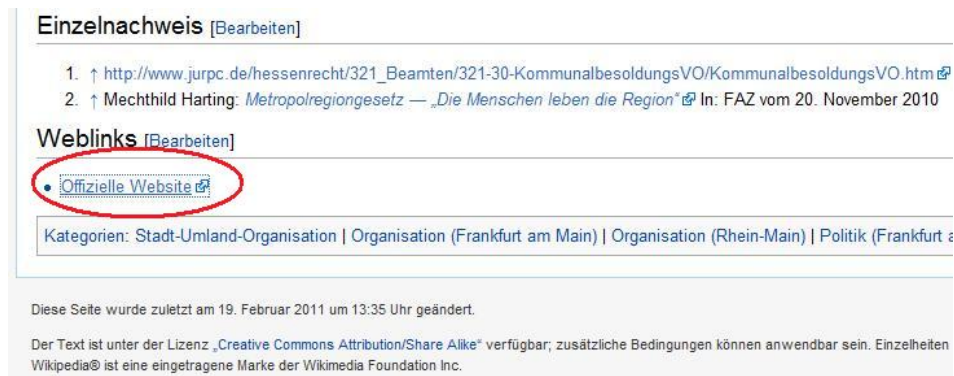 Einzelnachweis [Bearbeiten]
1. ↑ http://www.jurpc.de/hessenrecht/321_Beamten/321-30-KommunalbesoldungsVO/KommunalbesoldungsVO.htm
2. ↑ Mechthild Harting: Metropolregiongesetz — „Die Menschen leben die Region“ In: FAZ vom 20. November 2010
Weblinks [Bearbeiten]
• Offizielle Website
Kategorien: Stadt-Umland-Organisation | Organisation (Frankfurt am Main) | Organisation (Rhein-Main) | Politik (Frankfurt a
Diese Seite wurde zuletzt am 19. Februar 2011 um 13:35 Uhr geändert.
Der Text ist unter der Lizenz „Creative Commons Attribution/Share Alike“ verfügbar; zusätzliche Bedingungen können anwendbar sein. Einzelheiten
Wikipedia® ist eine eingetragene Marke der Wikimedia Foundation Inc.